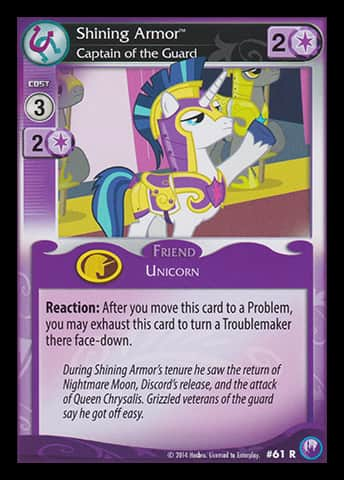 Shining Armor™
Captain of the Guard
2
COST
3
2
FRIEND
UNICORN
Reaction: After you move this card to a Problem,
you may exhaust this card to turn a Troublemaker
there face-down.
During Shining Armor's tenure he saw the return of
Nightmare Moon, Discord's release, and the attack
of Queen Chrysalis. Grizzled veterans of the guard
say he got off easy.
© 2014 Hasbro. Licensed to Enterplay.
#61 R